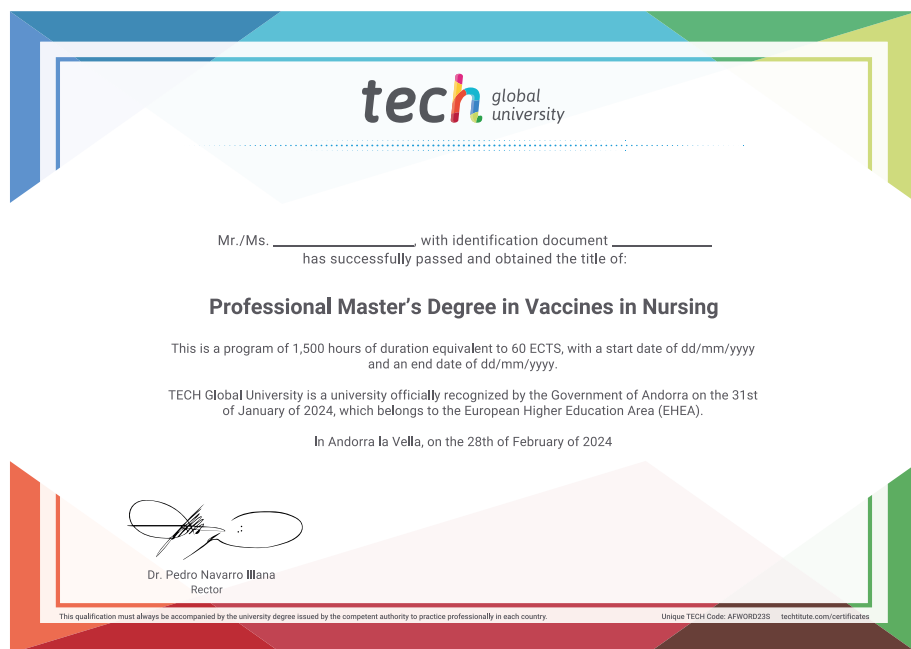 tech global
university
Mr./Ms. ____________, with identification document ____________
has successfully passed and obtained the title of:
Professional Master’s Degree in Vaccines in Nursing
This is a program of 1,500 hours of duration equivalent to 60 ECTS, with a start date of dd/mm/yyyy
and an end date of dd/mm/yyyy.
TECH Global University is a university officially recognized by the Government of Andorra on the 31st
of January of 2024, which belongs to the European Higher Education Area (EHEA).
In Andorra la Vella, on the 28th of February of 2024
Dr. Pedro Navarro Illana
Rector
This qualification must always be accompanied by the university degree issued by the competent authority to practice professionally in each country. Unique TECH Code: AFWORD23S techtitute.com/certificates